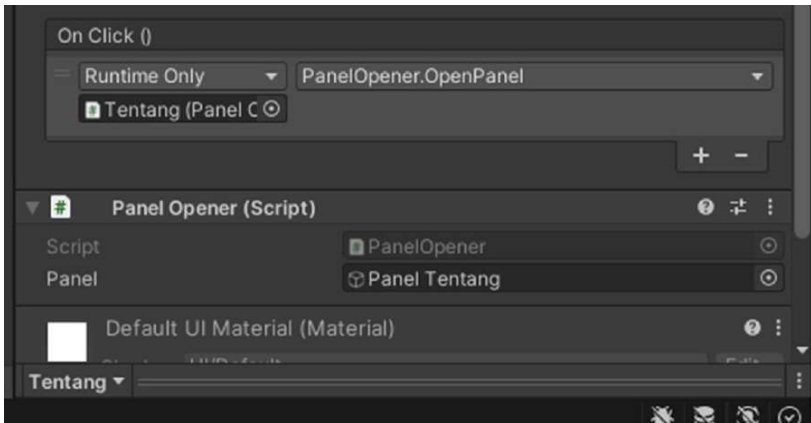 On Click ()
Runtime Only PanelOpener.OpenPanel
Tentang (Panel O
Panel Opener (Script)
Script PanelOpener
Panel Panel Tentang
Default UI Material (Material)
Tentang